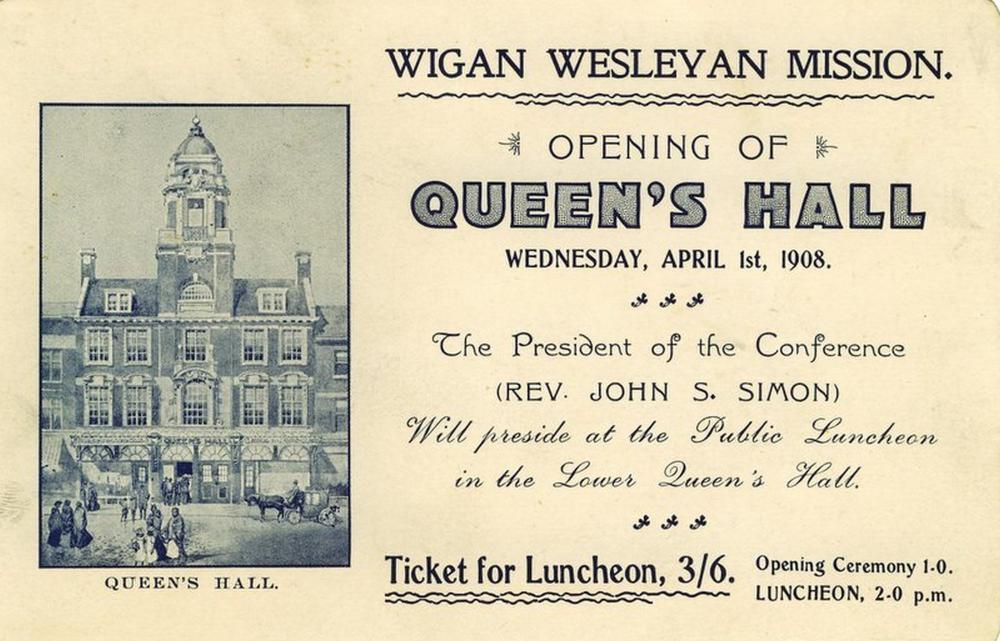 WIGAN WESLEYAN MISSION.
OPENING OF
QUEEN'S HALL
WEDNESDAY, APRIL 1st, 1908.
The President of the Conference
(REV. JOHN S. SIMON)
Will preside at the Public Luncheon
in the Lower Queen's Hall.
Ticket for Luncheon, 3/6.
Opening Ceremony 1-0.
LUNCHEON, 2-0 p.m.
QUEEN'S HALL
QUEEN'S HALL.